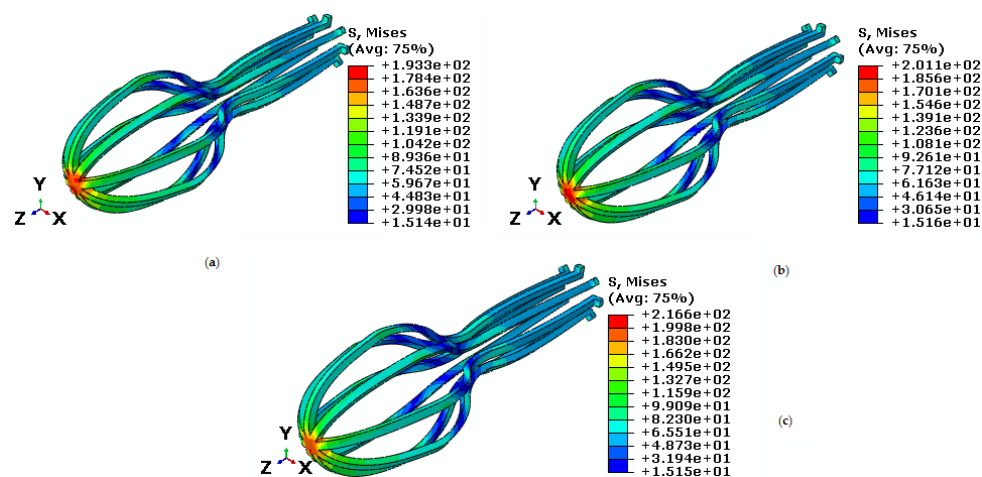 S, Mises
(Avg: 75%)
+1.933e+02
+1.784e+02
+1.636e+02
+1.487e+02
+1.339e+02
+1.191e+02
+1.042e+02
+8.936e+01
+7.452e+01
+5.967e+01
+4.483e+01
+2.998e+01
+1.514e+01
Y
Z X
(a)
S, Mises
(Avg: 75%)
+2.011e+02
+1.856e+02
+1.701e+02
+1.546e+02
+1.391e+02
+1.236e+02
+1.081e+02
+9.261e+01
+7.712e+01
+6.163e+01
+4.614e+01
+3.065e+01
+1.516e+01
Y
Z X
(b)
S, Mises
(Avg: 75%)
+2.166e+02
+1.998e+02
+1.830e+02
+1.662e+02
+1.495e+02
+1.327e+02
+1.159e+02
+9.909e+01
+8.230e+01
+6.551e+01
+4.873e+01
+3.194e+01
+1.515e+01
Y
Z X
(c)